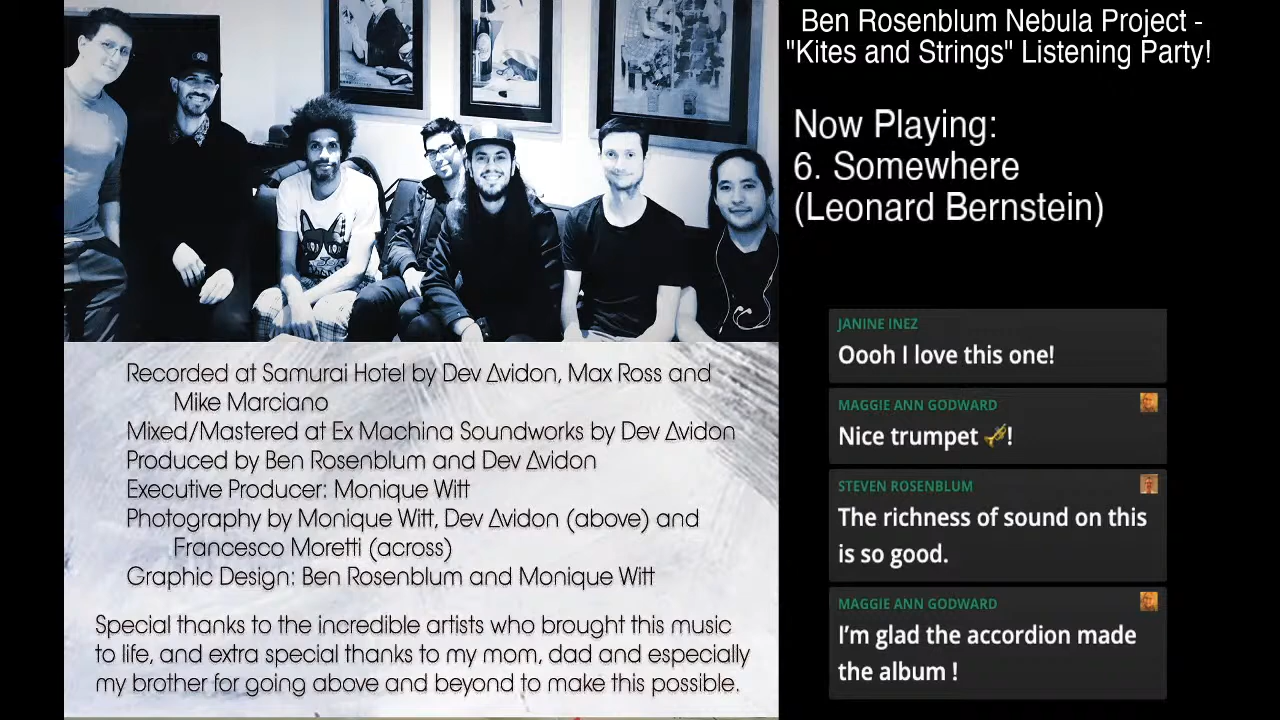 Ben Rosenblum Nebula Project -
"Kites and Strings" Listening Party!
Now Playing:
6. Somewhere
(Leonard Bernstein)
Recorded at Samurai Hotel by Dev Δvidon, Max Ross and
Mike Marciano
Mixed/Mastered at Ex Machina Soundworks by Dev Δvidon
Produced by Ben Rosenblum and Dev Δvidon
Executive Producer: Monique Witt
Photography by Monique Witt, Dev Δvidon (above) and
Francesco Moretti (across)
Graphic Design: Ben Rosenblum and Monique Witt
Special thanks to the incredible artists who brought this music
to life, and extra special thanks to my mom, dad and especially
my brother for going above and beyond to make this possible.
JANINE INEZ
Oooh I love this one!
MAGGIE ANN GODWARD
Nice trumpet 🎺!
STEVEN ROSENBLUM
The richness of sound on this
is so good.
MAGGIE ANN GODWARD
I'm glad the accordion made
the album !